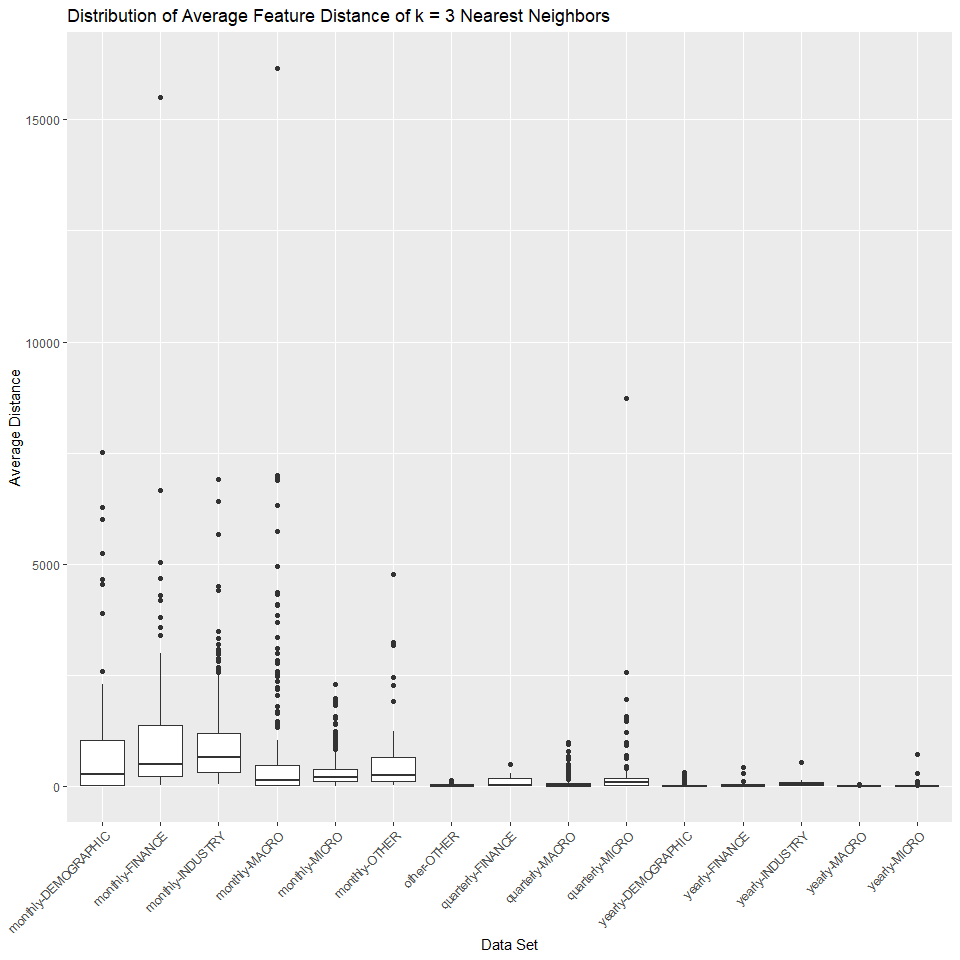 Distribution of Average Feature Distance of k = 3 Nearest Neighbors
15000
10000
5000
0
Average Distance
monthly-DEMOGRAPHIC
monthly-FINANCE
monthly-INDUSTRY
monthly-MACRO
monthly-MICRO
monthly-OTHER
other-OTHER
quarterly-FINANCE
quarterly-MACRO
quarterly-MICRO
yearly-DEMOGRAPHIC
yearly-FINANCE
yearly-INDUSTRY
yearly-MACRO
yearly-MICRO
Data Set